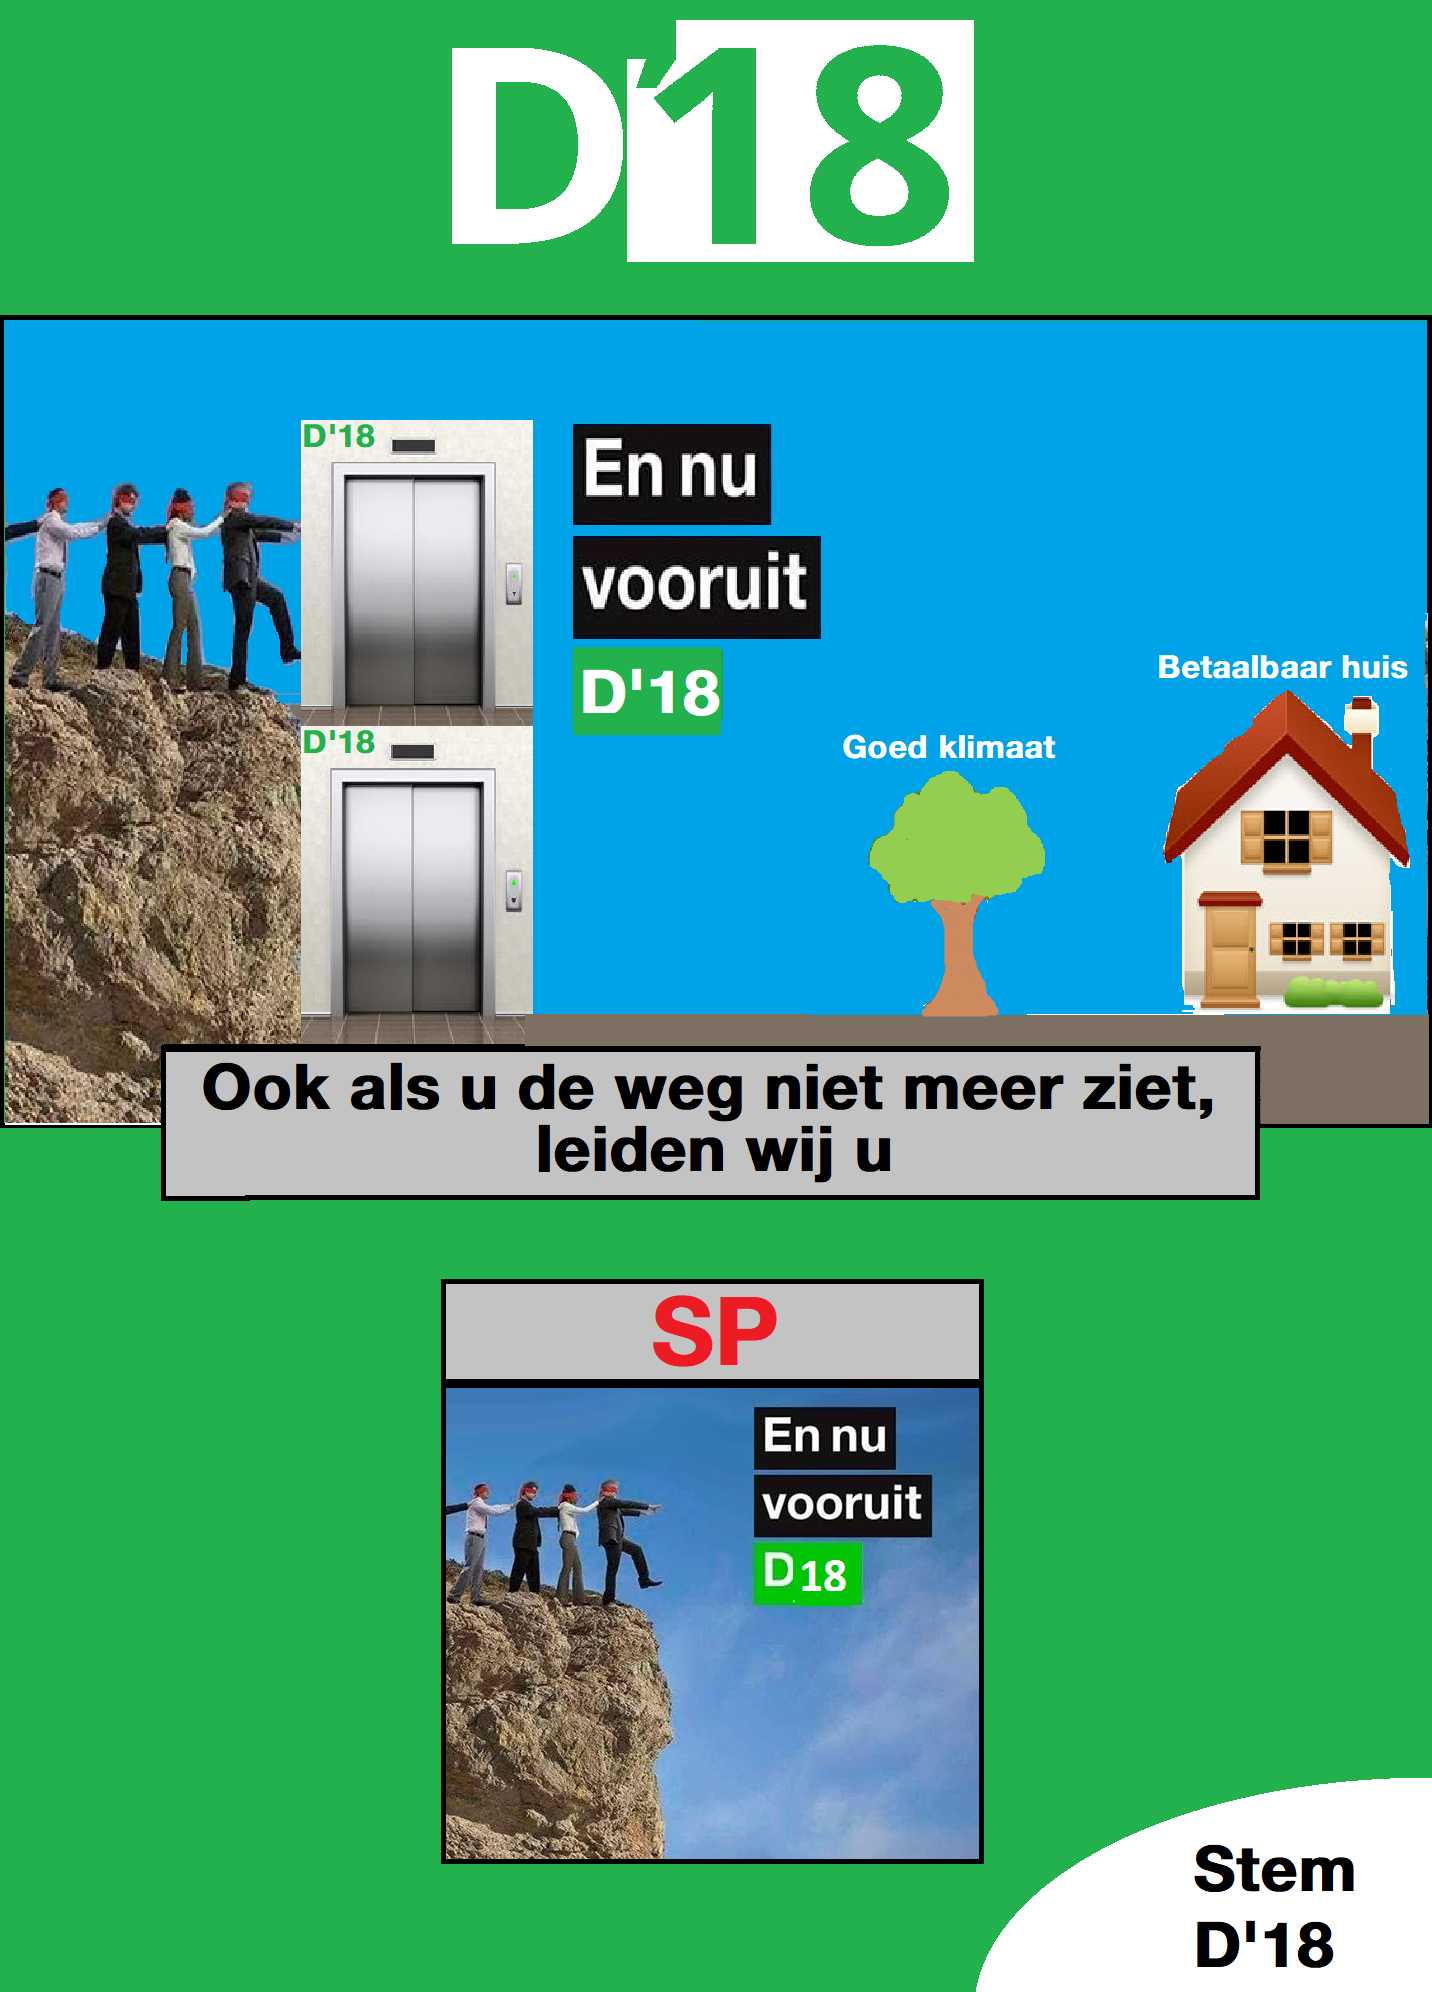 D'18
D'18
En nu
vooruit
D'18
Betaalbaar huis
Goed klimaat
D'18
Ook als u de weg niet meer ziet,
leiden wij u
SP
En nu
vooruit
D18
Stem
D'18